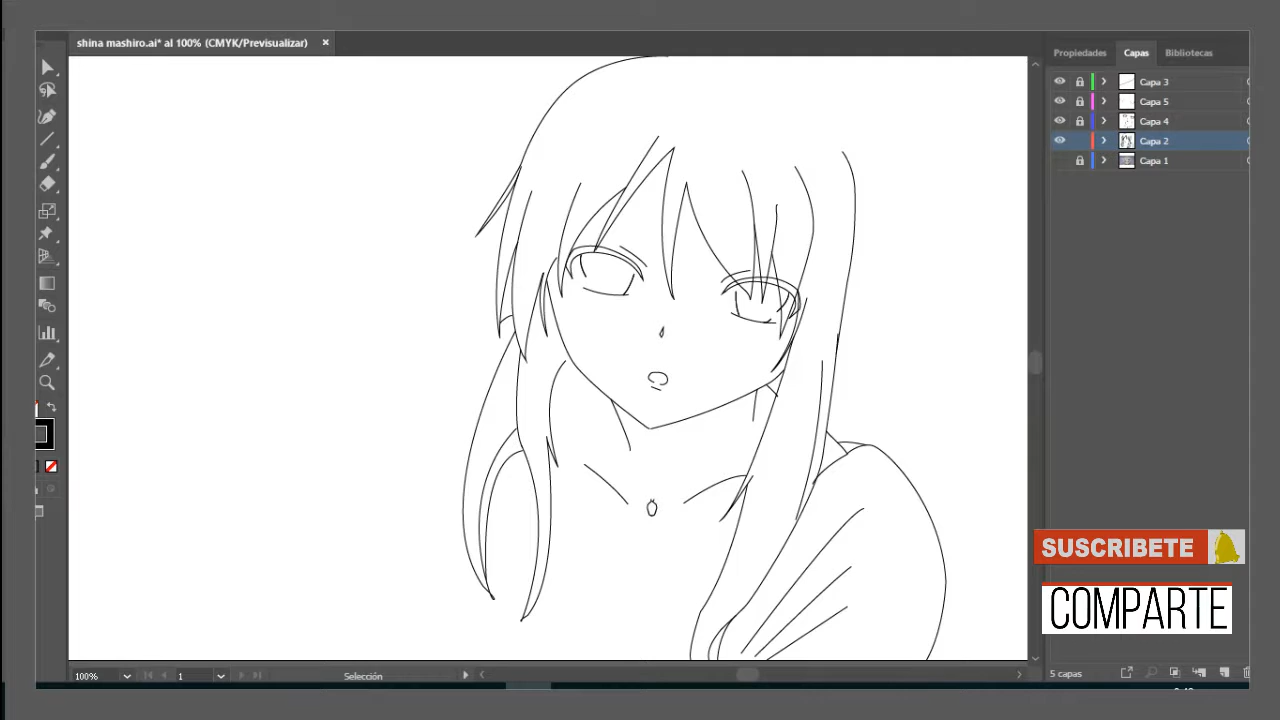 shina mashiro.ai* al 100% (CMYK/Previsualizar) ×
Propiedades Capas Bibliotecas
Capa 3
Capa 5
Capa 4
Capa 2
Capa 1
SUSCRIBETE
COMPARTE
100% 1 Selección
5 capas